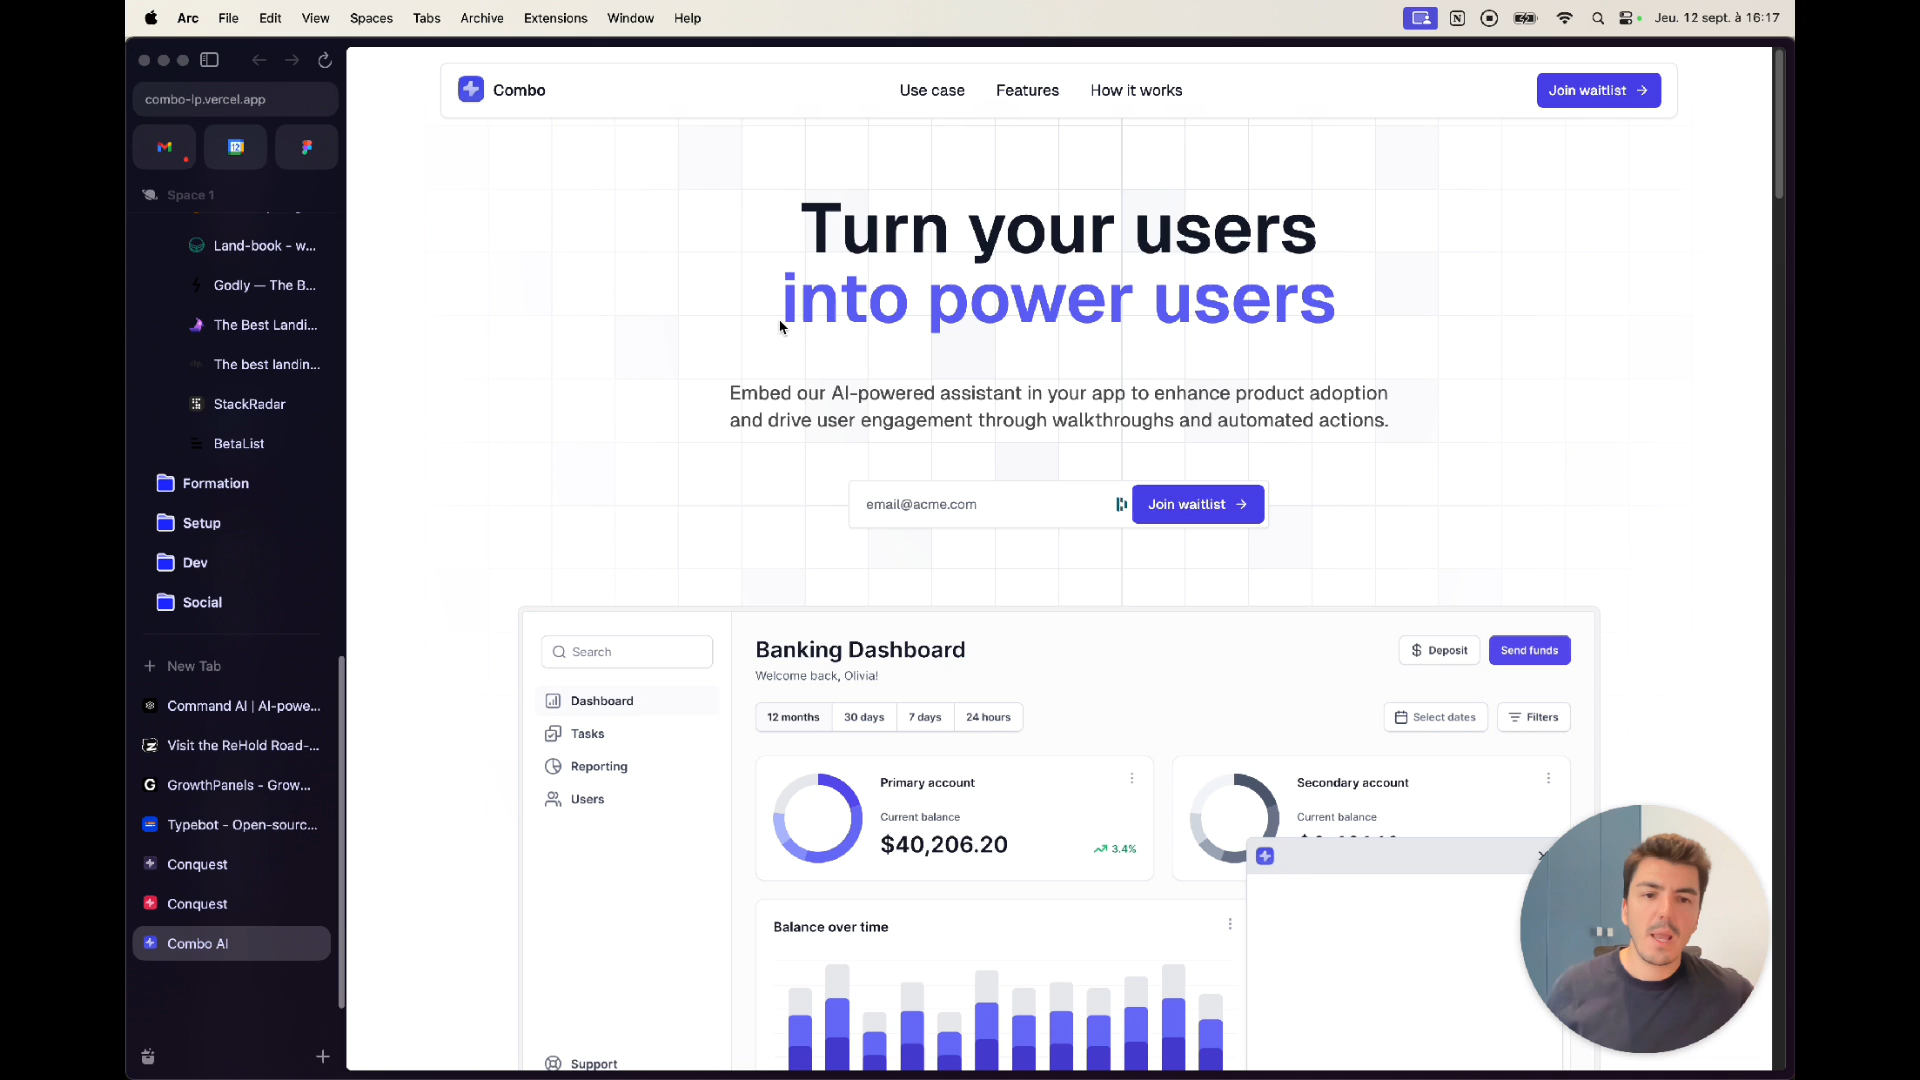 Arc File Edit View Spaces Tabs Archive Extensions Window Help
Jeu. 12 sept. à 16:17
combo-lp.vercel.app
12
Space 1
Land-book - w...
Godly — The B...
The Best Landi...
The best landin...
StackRadar
BetaList
Formation
Setup
Dev
Social
New Tab
Command AI | AI-powe...
Visit the ReHold Road-...
GrowthPanels - Grow...
Typebot - Open-sourc...
Conquest
Conquest
Combo AI
Combo
Use case Features How it works
Join waitlist
Turn your users
into power users
Embed our AI-powered assistant in your app to enhance product adoption
and drive user engagement through walkthroughs and automated actions.
email@acme.com
Join waitlist
Search
Dashboard
Tasks
Reporting
Users
Support
Banking Dashboard
Welcome back, Olivia!
Deposit
Send funds
12 months 30 days 7 days 24 hours
Select dates
Filters
Primary account
Current balance
$40,206.20
3.4%
Secondary account
Current balance
Balance over time